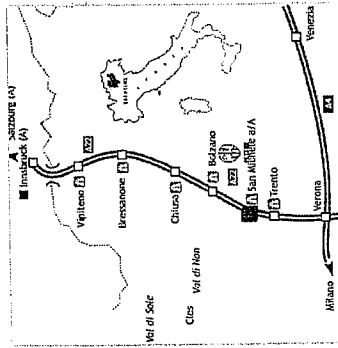 Salzburg (A)
Innsbruck (A)
A22
Vipiteno
Bressanone
Chiusa
Bolzano
A22
San Michele a/A
Trento
Verona
Milano
A4
Venezia
Val di Sole
Cles
Val di Non